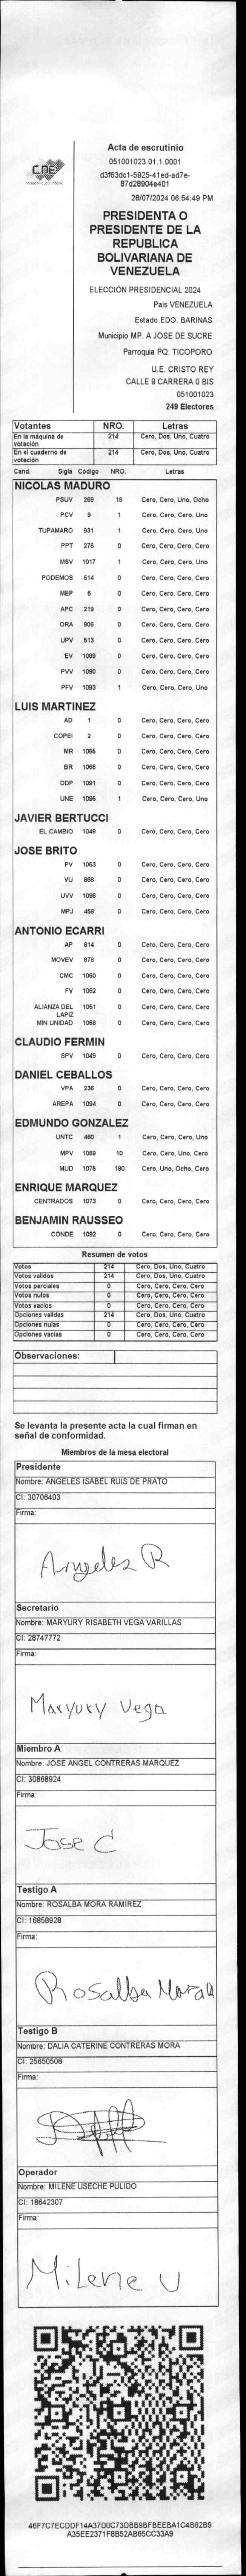 CNE
Acta de escrutinio
051001023.01.1.0001
d3f63dc1-5925-41ed-ad7e-
87d28904e401
28/07/2024 06:54:49 PM
PRESIDENTA O
PRESIDENTE DE LA
REPUBLICA
BOLIVARIANA DE
VENEZUELA
ELECCIÓN PRESIDENCIAL 2024
Pais VENEZUELA
Estado EDO. BARINAS
Municipio MP. A JOSE DE SUCRE
Parroquia PQ. TICOPORO
U.E. CRISTO REY
CALLE 9 CARRERA 0 BIS
051001023
249 Electores
Votantes NRO. Letras
En la máquina de votación 214 Cero, Dos, Uno, Cuatro
En el cuaderno de votación 214 Cero, Dos, Uno, Cuatro
Cand. Sigla Código NRO. Letras
NICOLAS MADURO
PSUV 269 18 Cero, Cero, Uno, Ocho
PCV 9 1 Cero, Cero, Cero, Uno
TUPAMARO 931 1 Cero, Cero, Cero, Uno
PPT 276 0 Cero, Cero, Cero, Cero
MSV 1017 1 Cero, Cero, Cero, Uno
PODEMOS 514 0 Cero, Cero, Cero, Cero
MEP 6 0 Cero, Cero, Cero, Cero
APC 219 0 Cero, Cero, Cero, Cero
ORA 906 0 Cero, Cero, Cero, Cero
UPV 513 0 Cero, Cero, Cero, Cero
EV 1089 0 Cero, Cero, Cero, Cero
PVV 1090 0 Cero, Cero, Cero, Cero
PFV 1093 1 Cero, Cero, Cero, Uno
LUIS MARTINEZ
AD 1 0 Cero, Cero, Cero, Cero
COPEI 2 0 Cero, Cero, Cero, Cero
MR 1065 0 Cero, Cero, Cero, Cero
BR 1066 0 Cero, Cero, Cero, Cero
DDP 1091 0 Cero, Cero, Cero, Cero
UNE 1095 1 Cero, Cero, Cero, Uno
JAVIER BERTUCCI
EL CAMBIO 1048 0 Cero, Cero, Cero, Cero
JOSE BRITO
PV 1053 0 Cero, Cero, Cero, Cero
VU 868 0 Cero, Cero, Cero, Cero
UVV 1096 0 Cero, Cero, Cero, Cero
MPJ 458 0 Cero, Cero, Cero, Cero
ANTONIO ECARRI
AP 814 0 Cero, Cero, Cero, Cero
MOVEV 878 0 Cero, Cero, Cero, Cero
CMC 1050 0 Cero, Cero, Cero, Cero
FV 1052 0 Cero, Cero, Cero, Cero
ALIANZA DEL LAPIZ 1051 0 Cero, Cero, Cero, Cero
MIN UNIDAD 1068 0 Cero, Cero, Cero, Cero
CLAUDIO FERMIN
SPV 1049 0 Cero, Cero, Cero, Cero
DANIEL CEBALLOS
VPA 236 0 Cero, Cero, Cero, Cero
AREPA 1094 0 Cero, Cero, Cero, Cero
EDMUNDO GONZALEZ
UNTC 460 1 Cero, Cero, Cero, Uno
MPV 1069 10 Cero, Cero, Uno, Cero
MUD 1075 180 Cero, Uno, Ocho, Cero
ENRIQUE MARQUEZ
CENTRADOS 1073 0 Cero, Cero, Cero, Cero
BENJAMIN RAUSSEO
CONDE 1092 0 Cero, Cero, Cero, Cero
Resumen de votos
Votos 214 Cero, Dos, Uno, Cuatro
Votos validos 214 Cero, Dos, Uno, Cuatro
Votos parciales 0 Cero, Cero, Cero, Cero
Votos nulos 0 Cero, Cero, Cero, Cero
Votos vacios 0 Cero, Cero, Cero, Cero
Opciones validas 214 Cero, Dos, Uno, Cuatro
Opciones nulas 0 Cero, Cero, Cero, Cero
Opciones vacias 0 Cero, Cero, Cero, Cero
Observaciones:
Se levanta la presente acta la cual firman en
señal de conformidad.
Miembros de la mesa electoral
Presidente
Nombre: ANGELES ISABEL RUIS DE PRATO
CI: 30706403
Firma:
Angeles R
Secretario
Nombre: MARYURY RISABETH VEGA VARILLAS
CI: 28747772
Firma:
Maryury Vega
Miembro A
Nombre: JOSE ANGEL CONTRERAS MARQUEZ
CI: 30868924
Firma:
Jose C
Testigo A
Nombre: ROSALBA MORA RAMIREZ
CI: 16858928
Firma:
Rosalba Mora
Testigo B
Nombre: DALIA CATERINE CONTRERAS MORA
CI: 25650508
Firma:
Operador
Nombre: MILENE USECHE PULIDO
CI: 18642307
Firma:
Milene U
46F7C7ECDDF14A37D0C73DBB9BFBEEBA1C4B62B9
A35EE2371F8B52AB65CC33A9